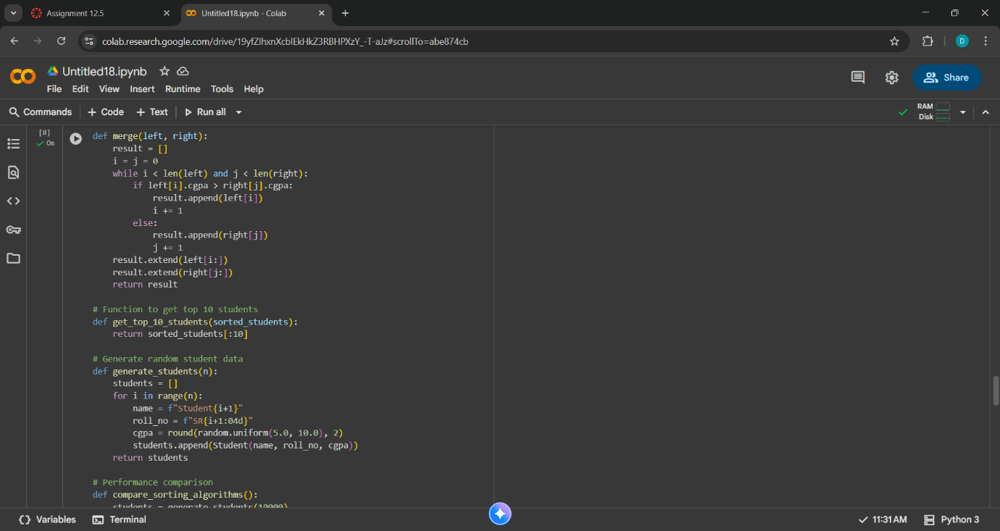 Assignment 12.5
Untitled18.ipynb - Colab
colab.research.google.com/drive/19yfZlhxnXcblEkHkZ3RBHPXzY_-T-aJz#scrollTo=abe874cb
D
Untitled18.ipynb
File Edit View Insert Runtime Tools Help
Share
Commands + Code + Text Run all
RAM
Disk
[8]
0s
def merge(left, right):
    result = []
    i = j = 0
    while i < len(left) and j < len(right):
        if left[i].cgpa > right[j].cgpa:
            result.append(left[i])
            i += 1
        else:
            result.append(right[j])
            j += 1
    result.extend(left[i:])
    result.extend(right[j:])
    return result
# Function to get top 10 students
def get_top_10_students(sorted_students):
    return sorted_students[:10]
# Generate random student data
def generate_students(n):
    students = []
    for i in range(n):
        name = f"Student{i+1}"
        roll_no = f"SR{i+1:04d}"
        cgpa = round(random.uniform(5.0, 10.0), 2)
        students.append(Student(name, roll_no, cgpa))
    return students
# Performance comparison
def compare_sorting_algorithms():
    students = generate_students(10000)
{} Variables
Terminal
11:31 AM
Python 3